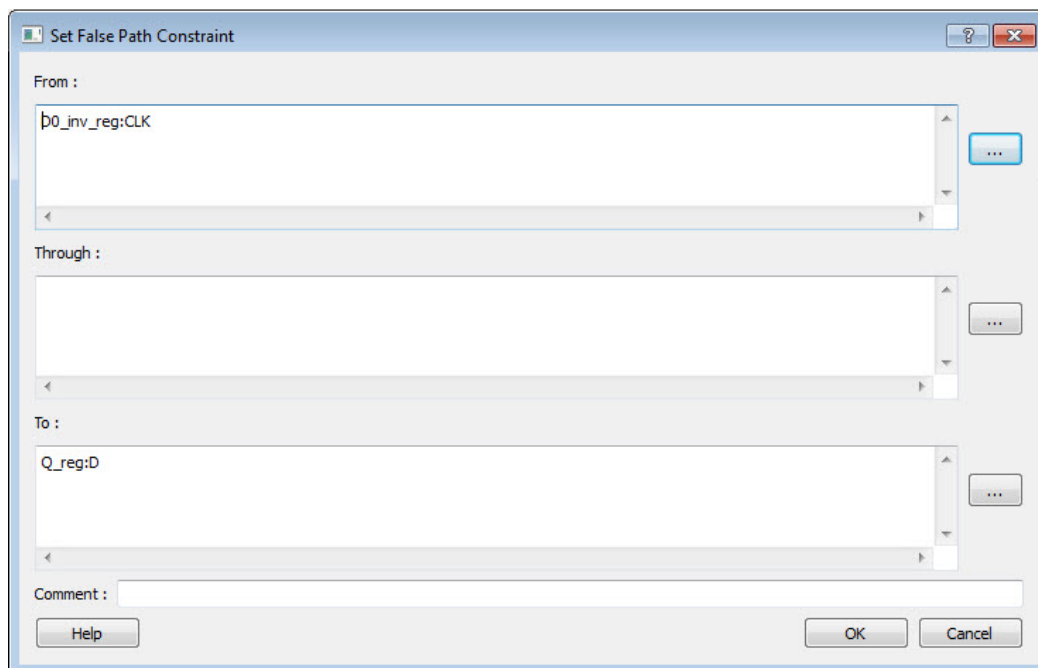 Set False Path Constraint
From :
D0_inv_reg:CLK
...
Through :
...
To :
Q_reg:D
...
Comment :
Help
OK
Cancel